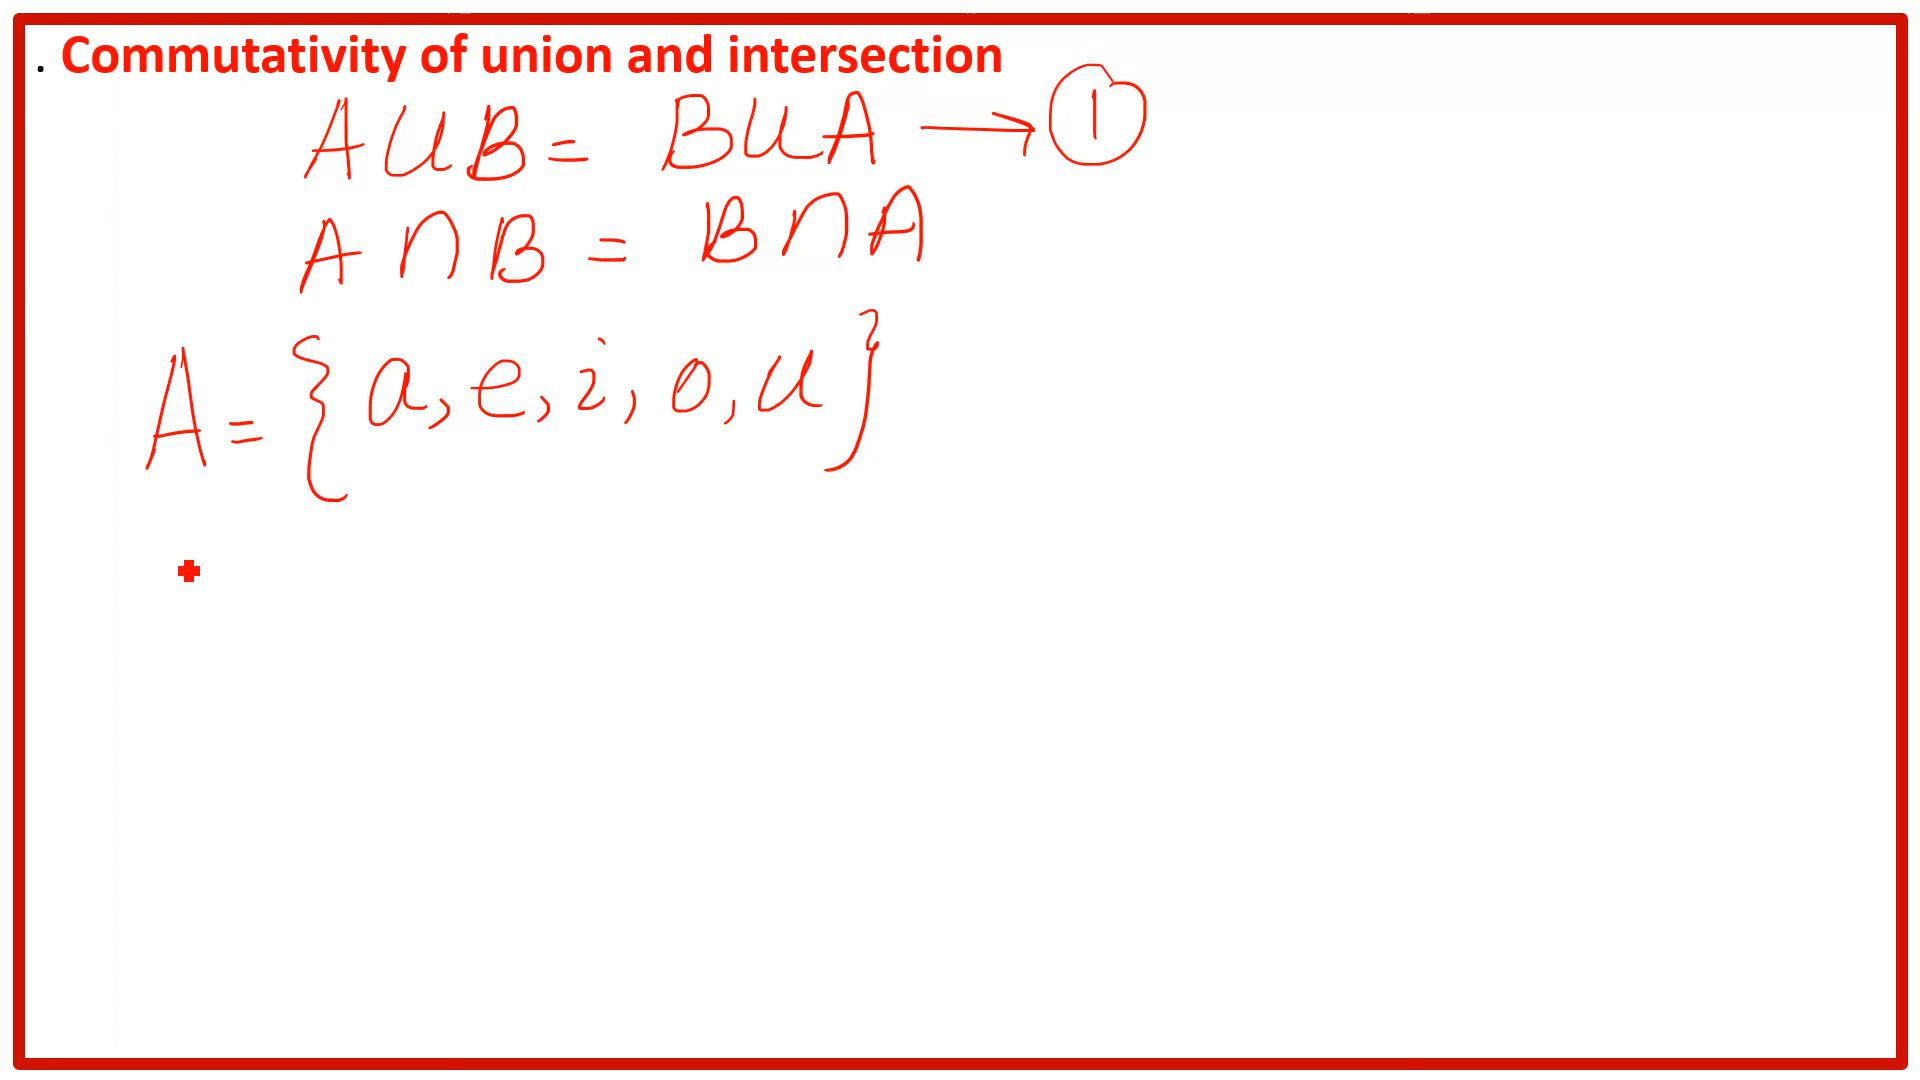 . Commutativity of union and intersection
A ∪ B = B ∪ A → 1
A ∩ B = B ∩ A
A = { a, e, i, o, u }